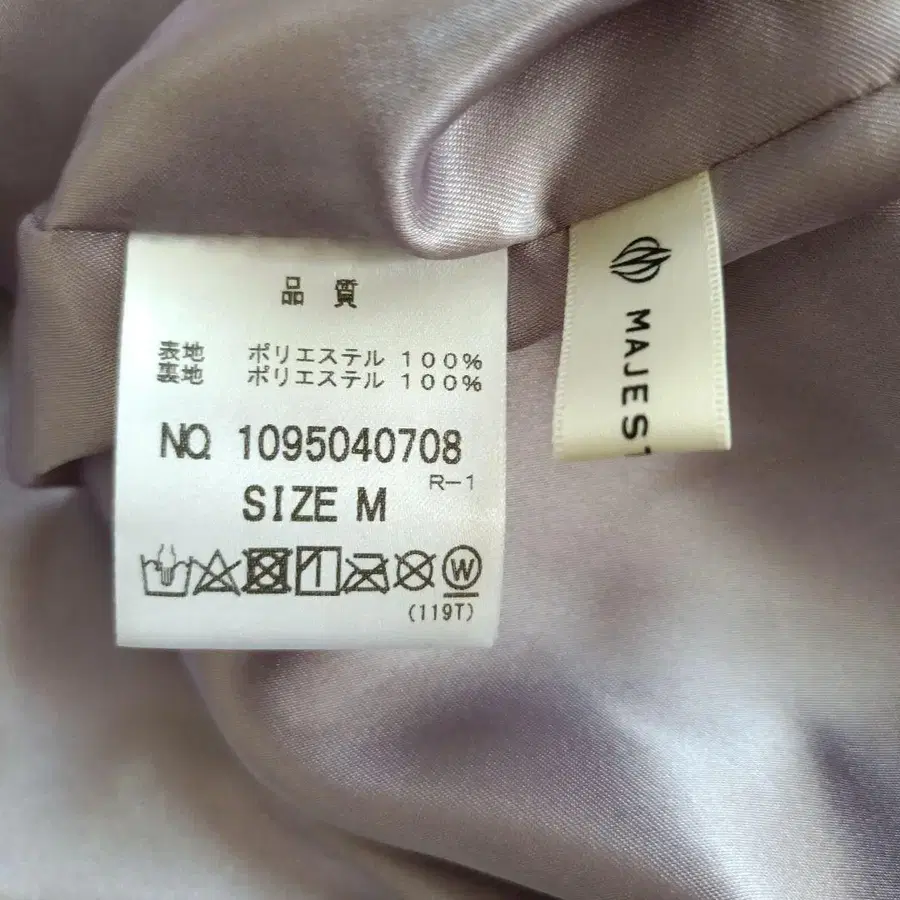 品質
表地 ポリエステル 100%
裏地 ポリエステル 100%
NO. 1095040708
R-1
SIZE M
W
(119T)
MAJEST